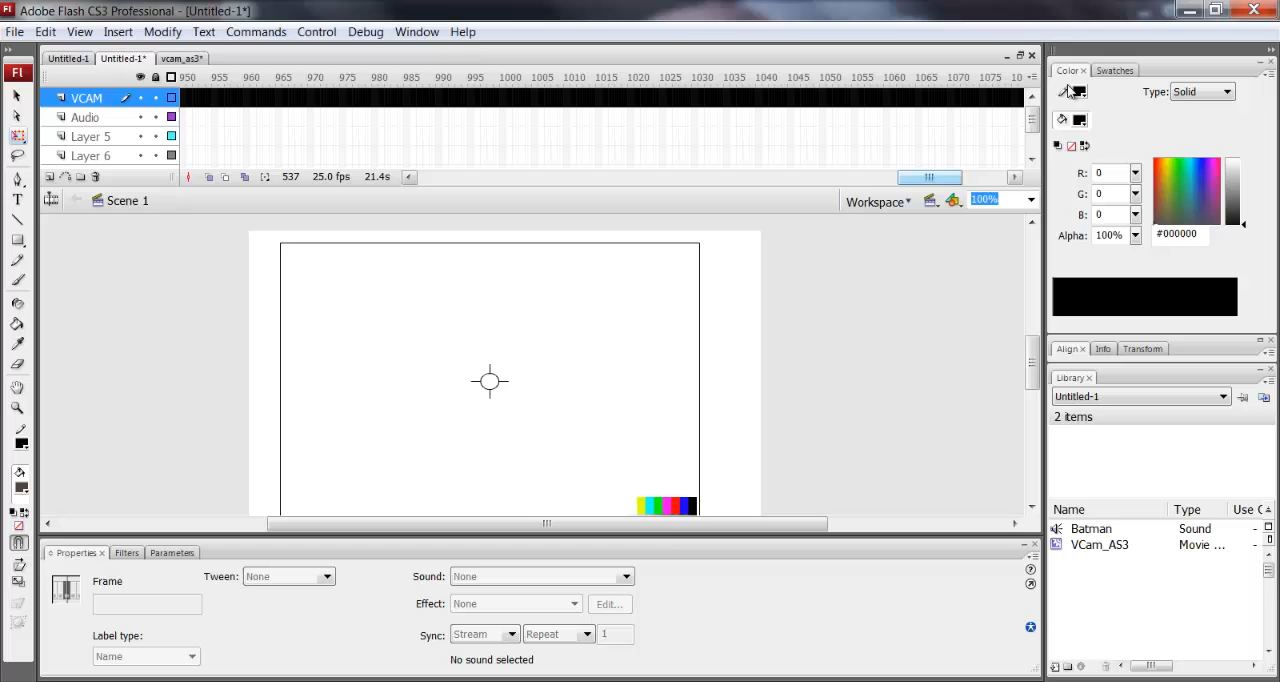 Fl Adobe Flash CS3 Professional - [Untitled-1*]
File Edit View Insert Modify Text Commands Control Debug Window Help
Untitled-1 Untitled-1* vcam_as3*
950 955 960 965 970 975 980 985 990 995 1000 1005 1010 1015 1020 1025 1030 1035 1040 1045 1050 1055 1060 1065 1070 1075 10
VCAM
Audio
Layer 5
Layer 6
537 25.0 fps 21.4s
Scene 1 Workspace 100%
Fl
T
Color Swatches
Type: Solid
R: 0
G: 0
B: 0
Alpha: 100% #000000
Align Info Transform
Library
Untitled-1
2 items
Name Type Use C
Batman Sound -
VCam_AS3 Movie ... -
Properties Filters Parameters
Frame Tween: None Sound: None
Effect: None Edit...
Label type: Sync: Stream Repeat 1
Name
No sound selected